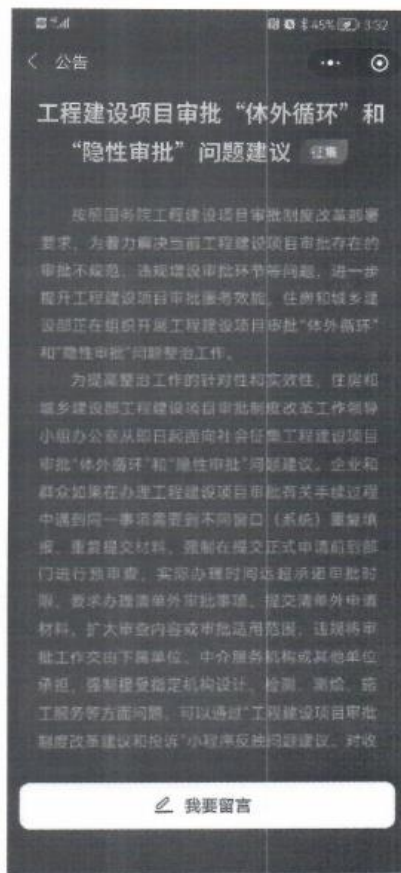 45% 3:32
公告
工程建设项目审批“体外循环”和
“隐性审批”问题建议 征集
按照国务院工程建设项目审批制度改革部署
要求，为着力解决当前工程建设项目审批存在的
审批不规范、违规增设审批环节等问题，进一步
提升工程建设项目审批服务效能，住房和城乡建
设部正在组织开展工程建设项目审批“体外循环”
和“隐性审批”问题整治工作。
为提高整治工作的针对性和实效性，住房和
城乡建设部工程建设项目审批制度改革工作领导
小组办公室从即日起面向社会征集工程建设项目
审批“体外循环”和“隐性审批”问题建议。企业和
群众如果在办理工程建设项目审批有关手续过程
中遇到同一事项需要到不同窗口（系统）重复填
报、重复提交材料，强制在提交正式申请前到部
门进行预审查，实际办理时间远超承诺审批时
限，要求办理清单外审批事项、提交清单外申请
材料，扩大审查内容或审批适用范围，违规将审
批工作交由下属单位、中介服务机构或其他单位
承担，强制接受指定机构设计、检测、测绘、施
工服务等方面问题，可以通过“工程建设项目审批
制度改革建议和投诉”小程序反映问题建议。对收
我要留言